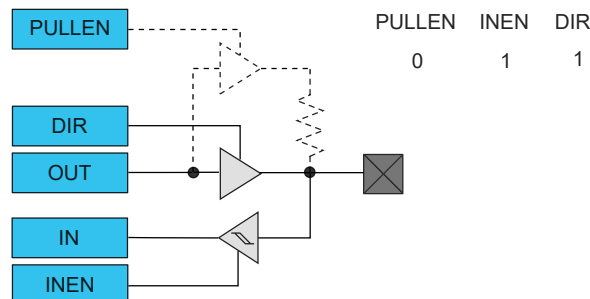 PULLEN
PULLEN INEN DIR
0 1 1
DIR
OUT
IN
INEN